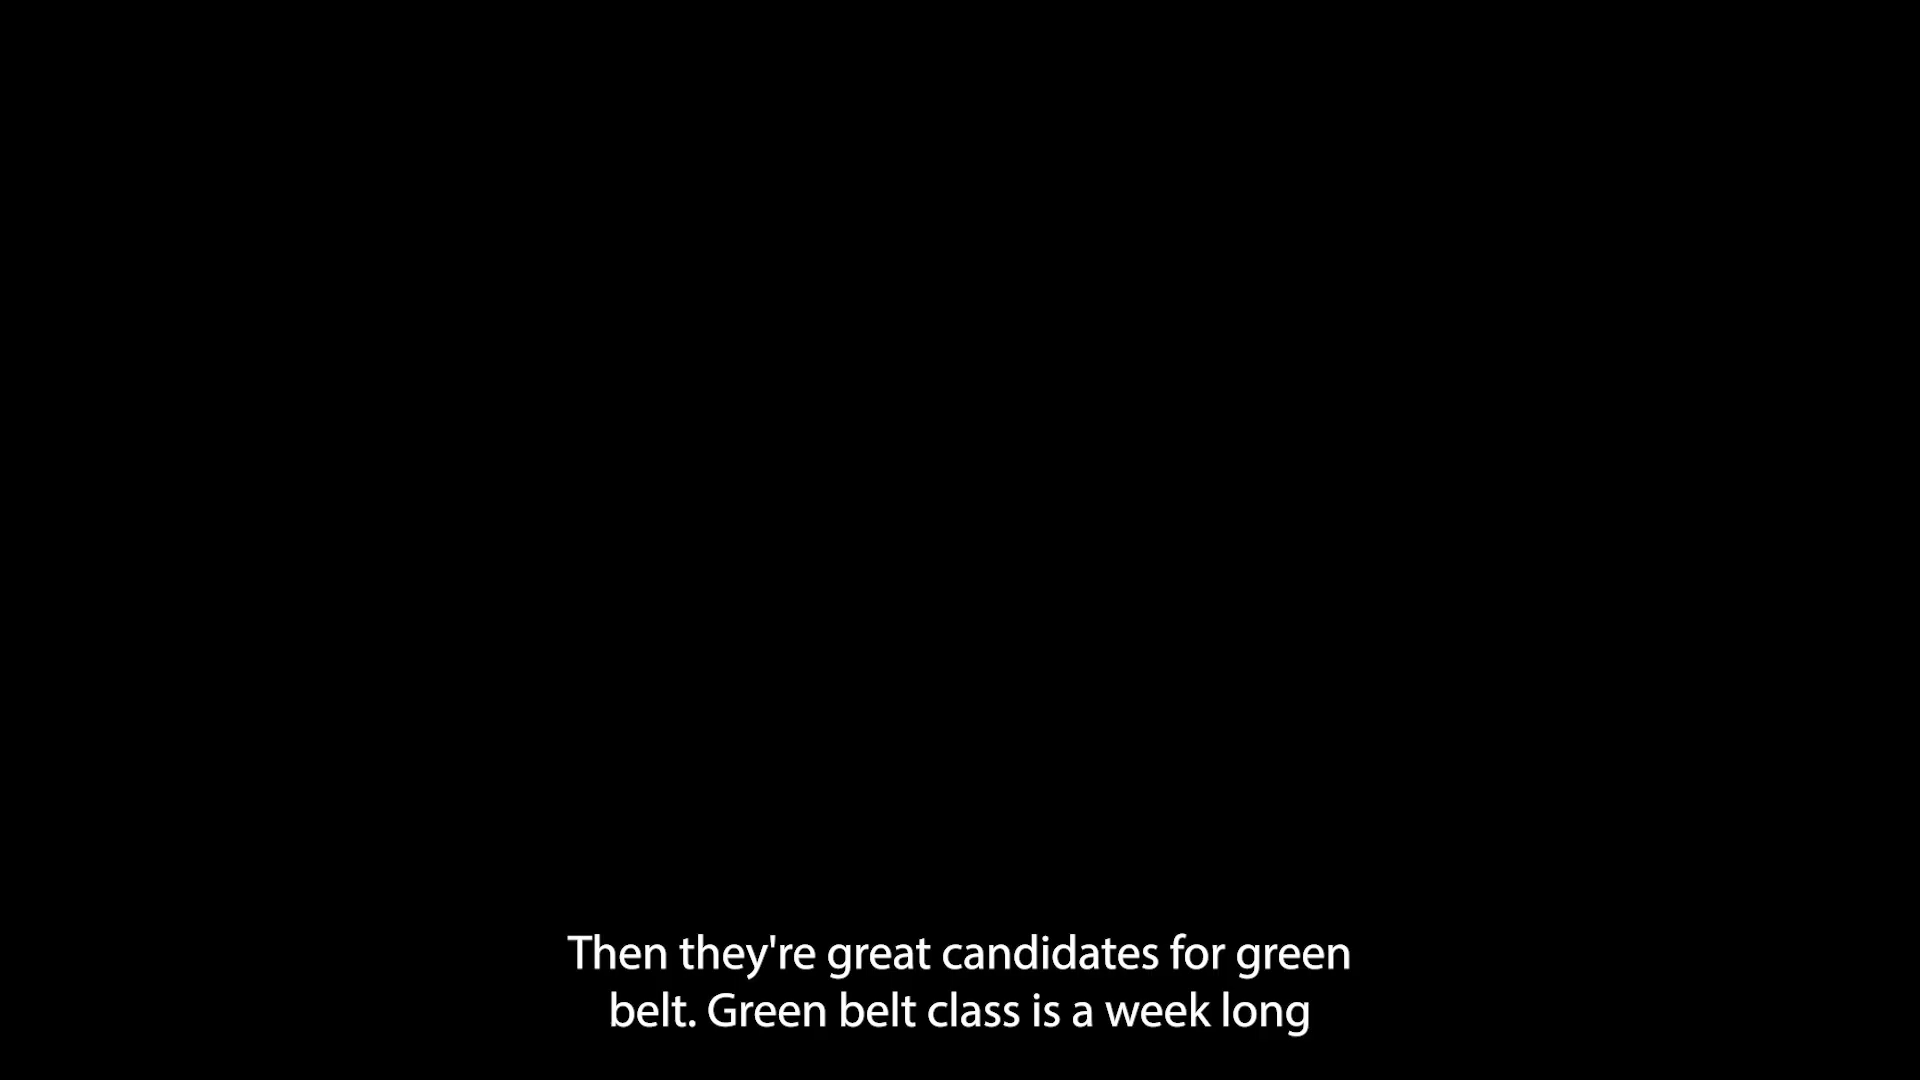 Then they're great candidates for green
belt. Green belt class is a week long